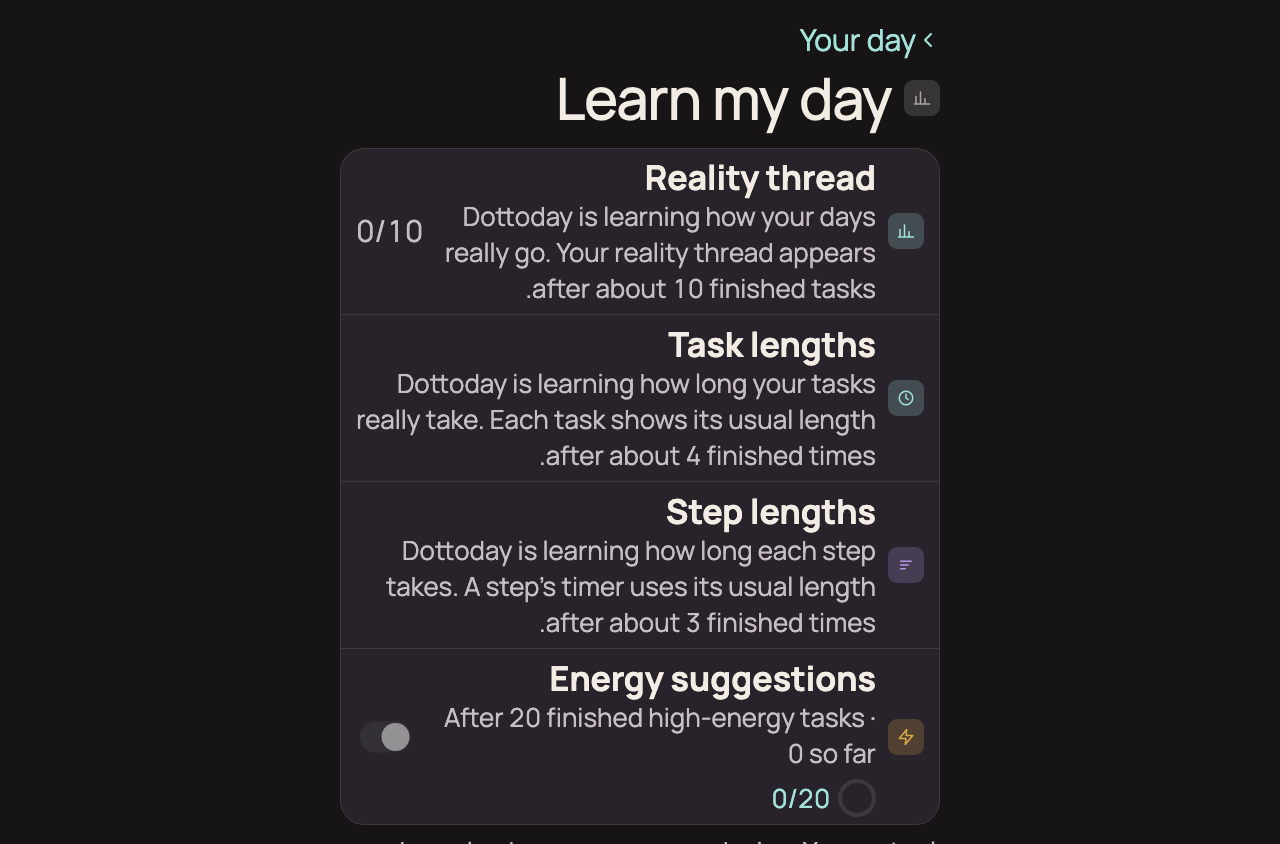 Your day
Learn my day
Reality thread
Dottoday is learning how your days
really go. Your reality thread appears
.after about 10 finished tasks
0/10
Task lengths
Dottoday is learning how long your tasks
really take. Each task shows its usual length
.after about 4 finished times
Step lengths
Dottoday is learning how long each step
takes. A step’s timer uses its usual length
.after about 3 finished times
Energy suggestions
After 20 finished high-energy tasks ·
0 so far
0/20